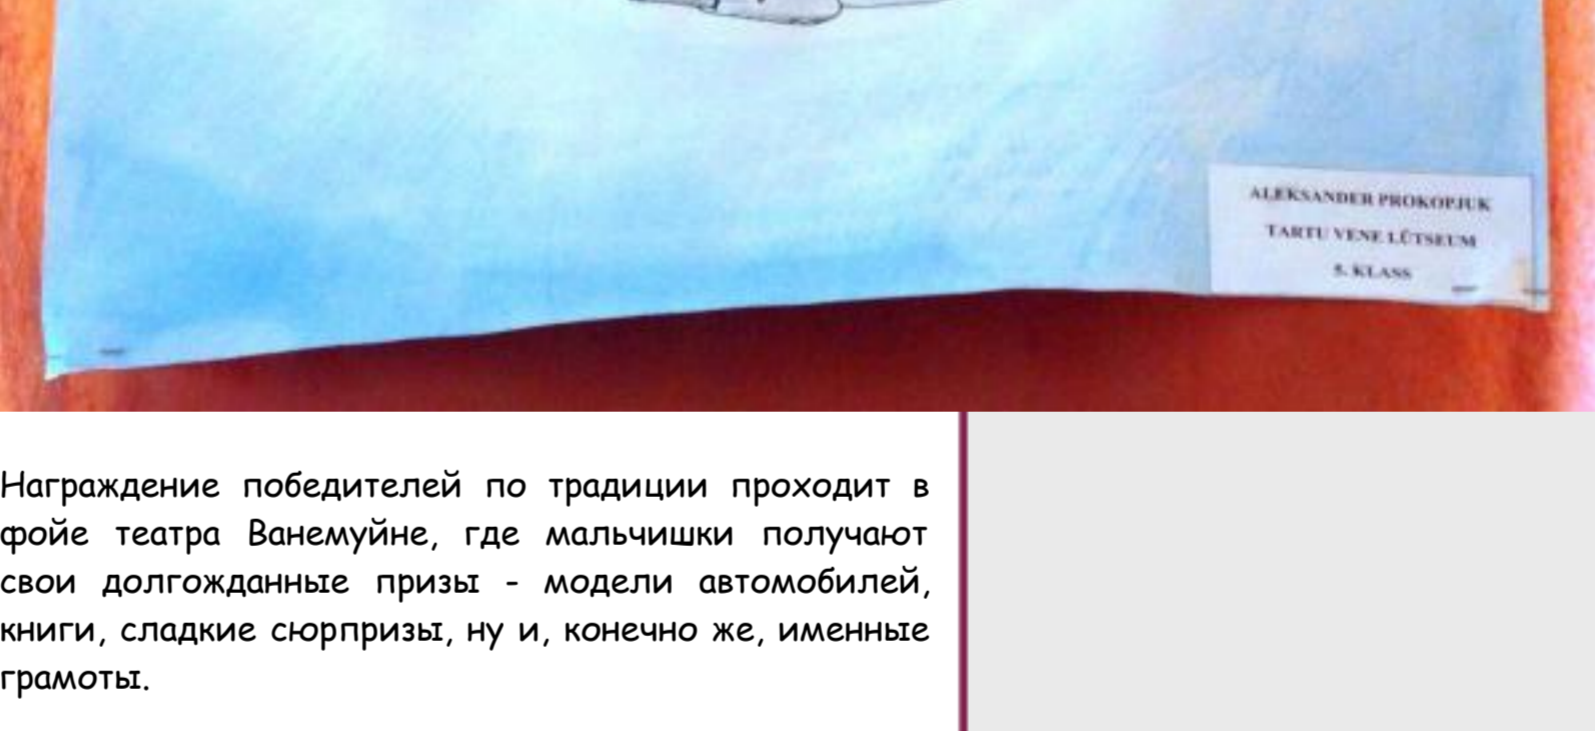 ALEKSANDER PROKOPJUK
TARTU VENE LÜTSEUM
5. KLASS
Награждение победителей по традиции проходит в
фойе театра Ванемуйне, где мальчишки получают
свои долгожданные призы - модели автомобилей,
книги, сладкие сюрпризы, ну и, конечно же, именные
грамоты.